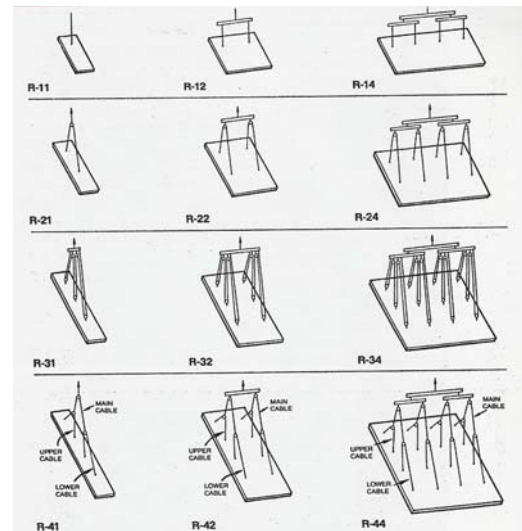 R-11 R-12 R-14
R-21 R-22 R-24
R-31 R-32 R-34
MAIN CABLE
UPPER CABLE
LOWER CABLE
MAIN CABLE
UPPER CABLE
LOWER CABLE
MAIN CABLE
UPPER CABLE
LOWER CABLE
R-41 R-42 R-44